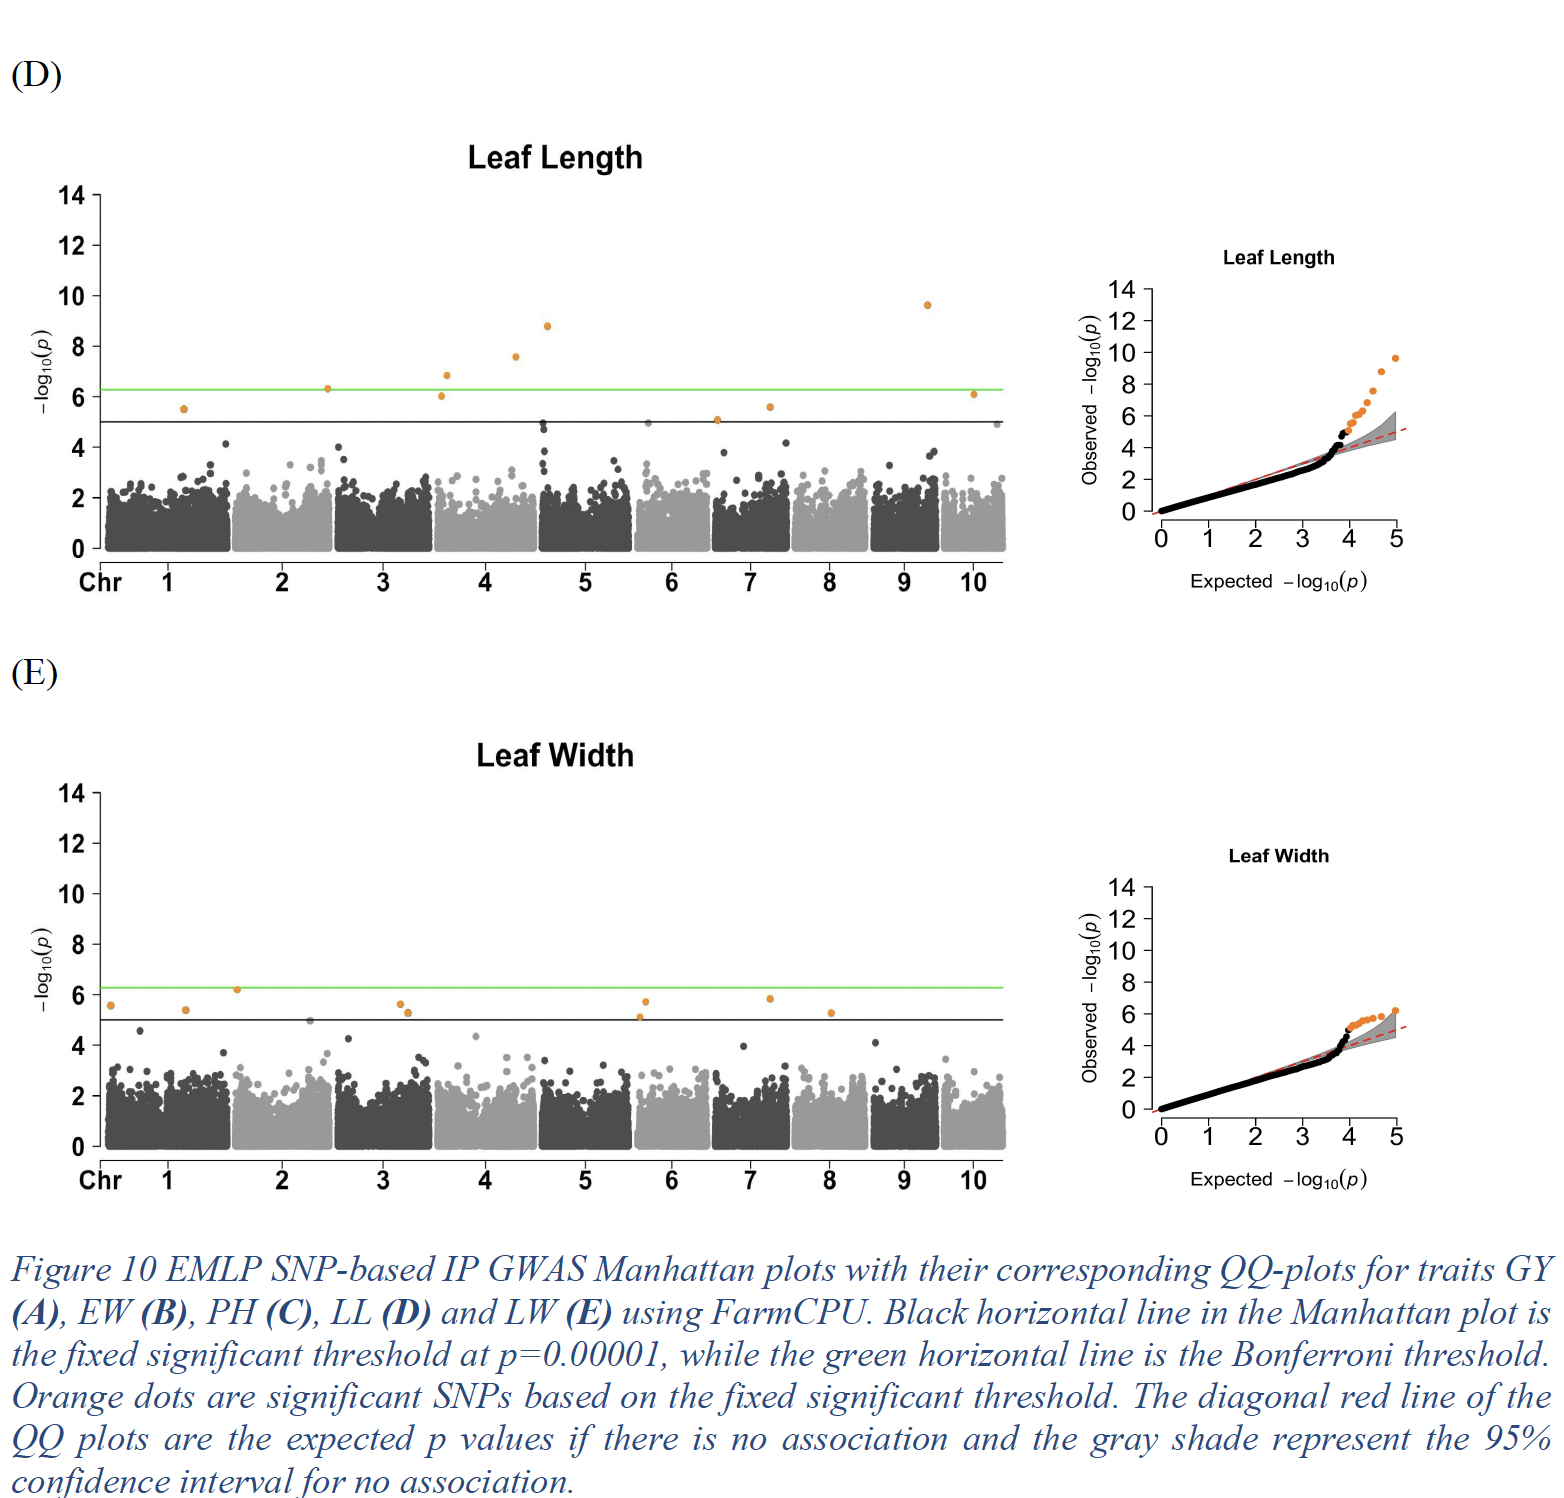 (D)
Leaf Length
14
12
10
8
6
4
2
0
−log10(p)
Chr 1 2 3 4 5 6 7 8 9 10
Leaf Length
14
12
10
8
6
4
2
0
Observed −log10(p)
0 1 2 3 4 5
Expected −log10(p)
(E)
Leaf Width
14
12
10
8
6
4
2
0
−log10(p)
Chr 1 2 3 4 5 6 7 8 9 10
Leaf Width
14
12
10
8
6
4
2
0
Observed −log10(p)
0 1 2 3 4 5
Expected −log10(p)
Figure 10 EMLP SNP-based IP GWAS Manhattan plots with their corresponding QQ-plots for traits GY
(A), EW (B), PH (C), LL (D) and LW (E) using FarmCPU. Black horizontal line in the Manhattan plot is
the fixed significant threshold at p=0.00001, while the green horizontal line is the Bonferroni threshold.
Orange dots are significant SNPs based on the fixed significant threshold. The diagonal red line of the
QQ plots are the expected p values if there is no association and the gray shade represent the 95%
confidence interval for no association.